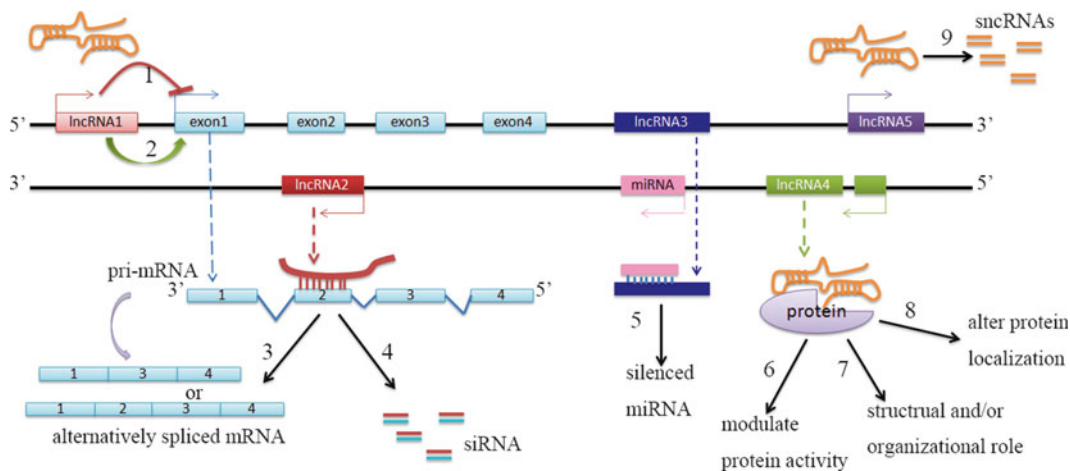 sncRNAs
9
1
5’ lncRNA1 exon1 exon2 exon3 exon4 lncRNA3 lncRNA5 3’
2
3’ lncRNA2 miRNA lncRNA4 5’
pri-mRNA
3’ 1 2 3 4 5’
protein
3 4 5 6 7 8
alter protein
localization
1 3 4
or
1 2 3 4
alternatively spliced mRNA
siRNA
silenced
miRNA
modulate
protein activity
structrual and/or
organizational role